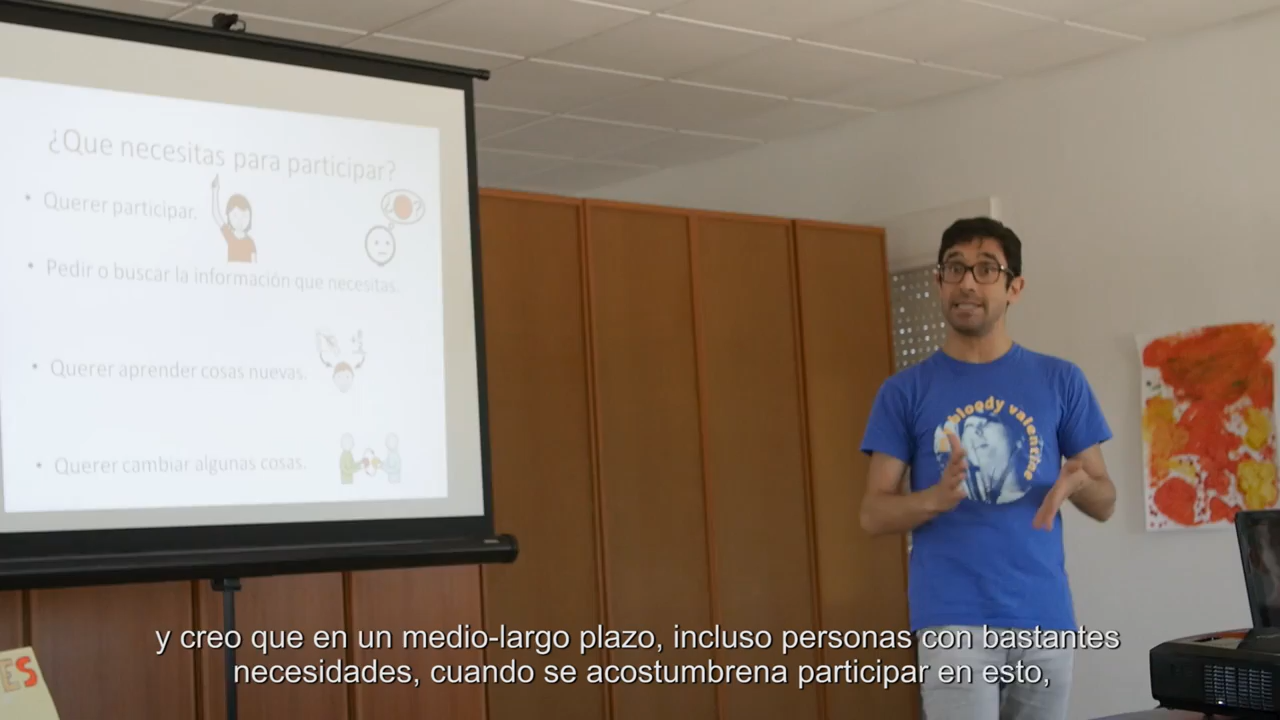 ¿Que necesitas para participar?
• Querer participar.
• Pedir o buscar la información que necesitas.
• Querer aprender cosas nuevas.
• Querer cambiar algunas cosas.
bloody valentine
ES
y creo que en un medio-largo plazo, incluso personas con bastantes
necesidades, cuando se acostumbrena participar en esto,